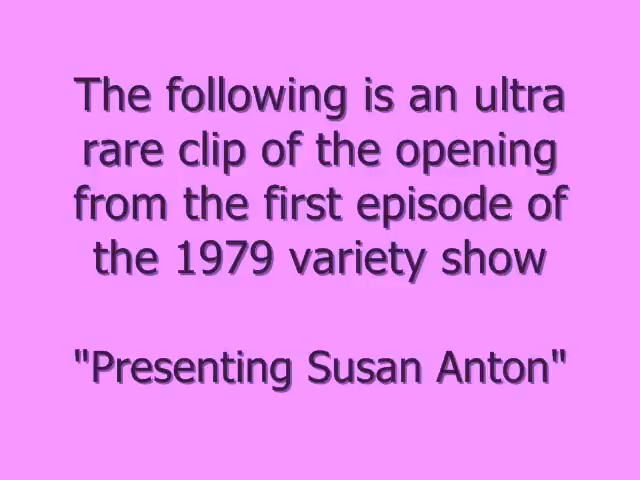 The following is an ultra
rare clip of the opening
from the first episode of
the 1979 variety show
"Presenting Susan Anton"